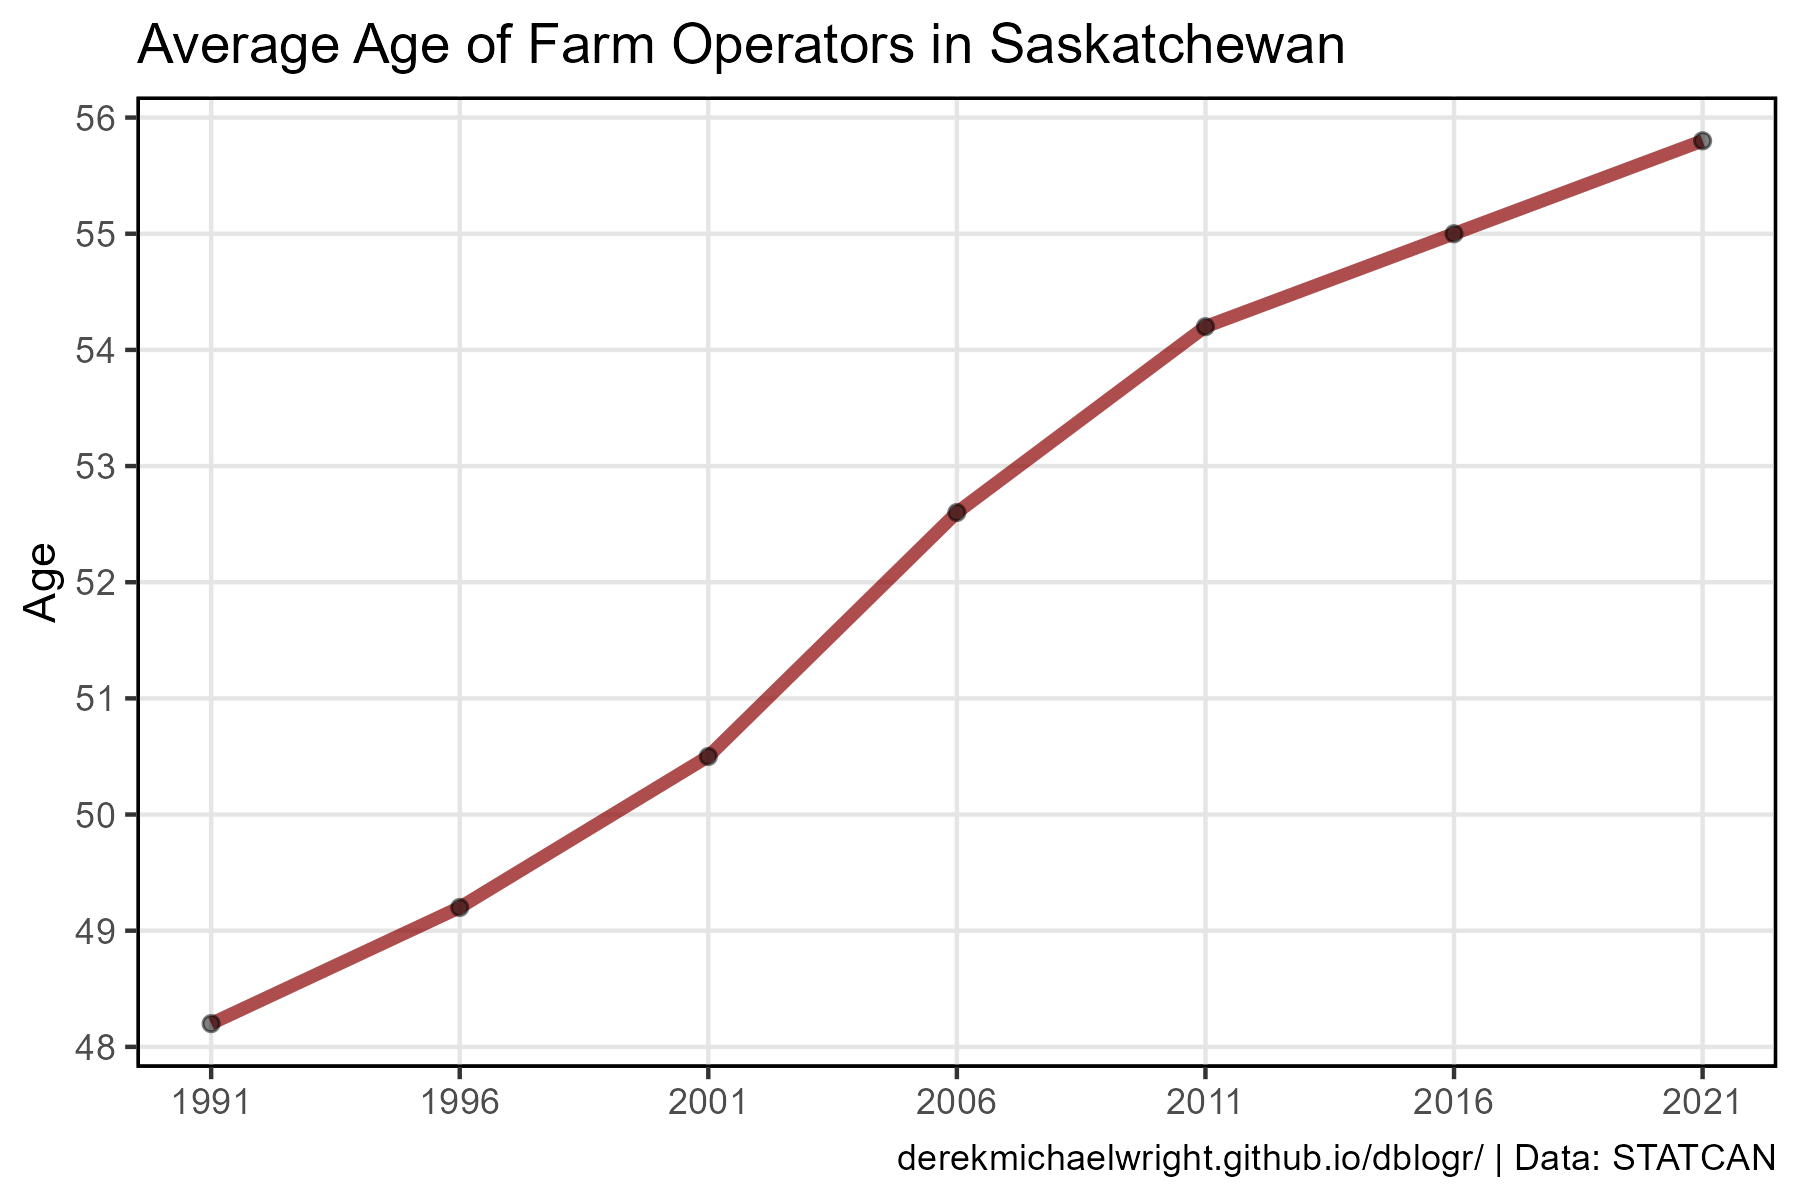 Average Age of Farm Operators in Saskatchewan
56
55
54
53
52
51
50
49
48
Age
1991 1996 2001 2006 2011 2016 2021
derekmichaelwright.github.io/dblogr/ | Data: STATCAN